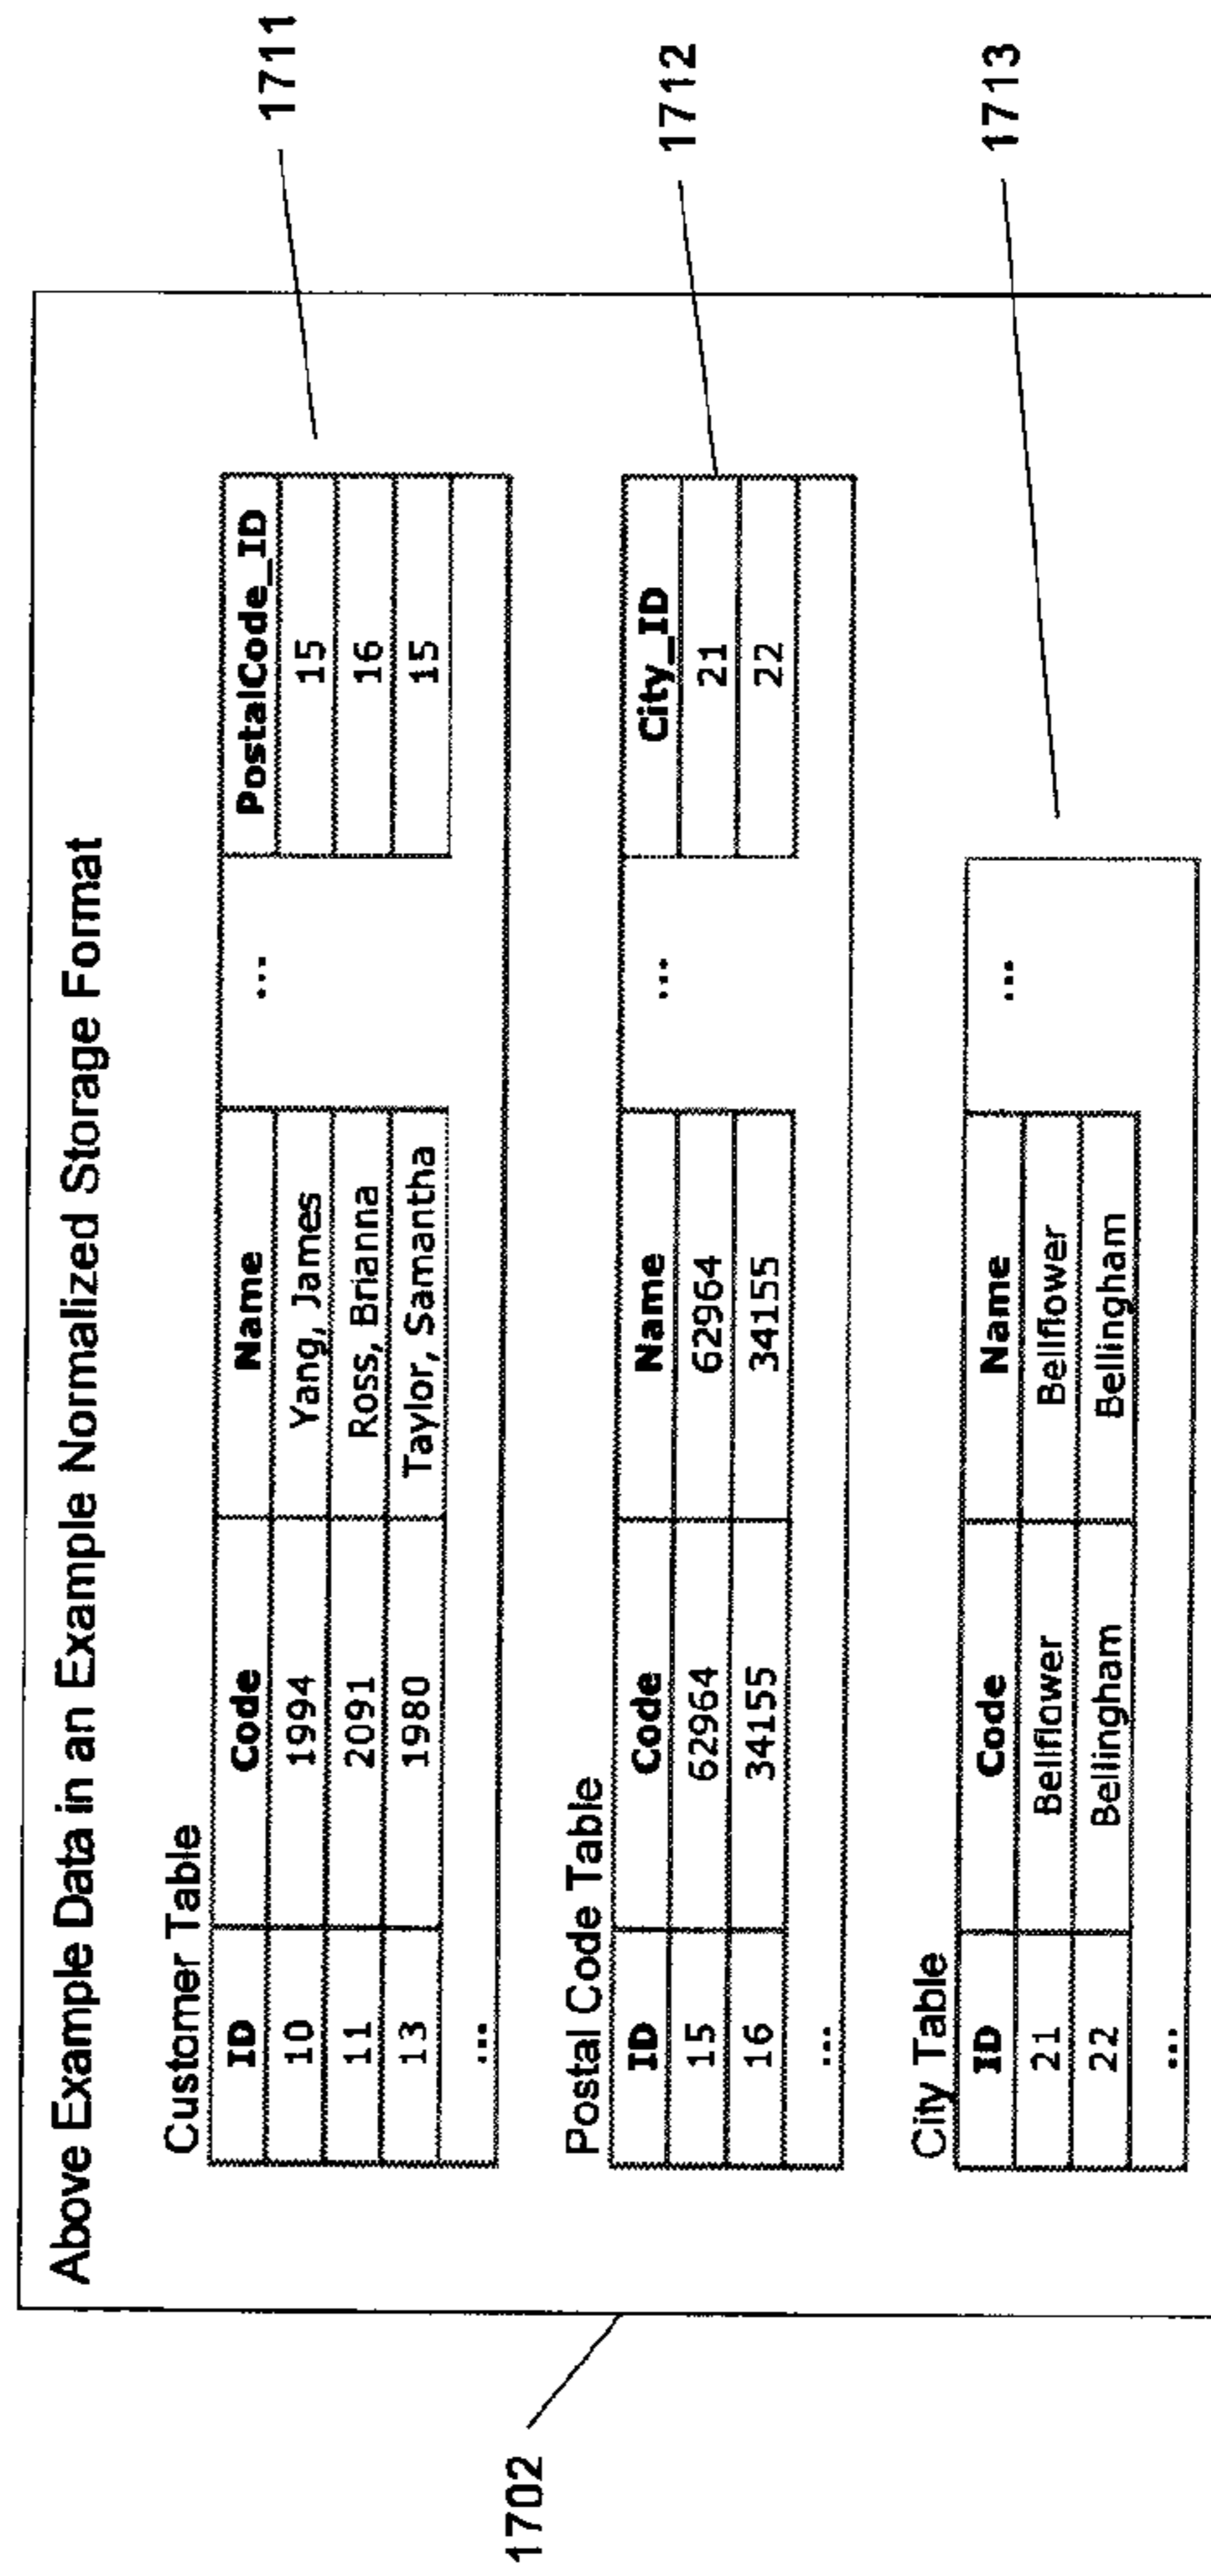 Above Example Data in an Example Normalized Storage Format
Customer Table
ID Code Name ... PostalCode_ID
10 1994 Yang, James 15
11 2091 Ross, Brianna 16
13 1980 Taylor, Samantha 15
...
1711
Postal Code Table
ID Code Name ... City_ID
15 62964 62964 21
16 34155 34155 22
...
1712
1702
City Table
ID Code Name ...
21 Bellflower Bellflower
22 Bellingham Bellingham
...
1713